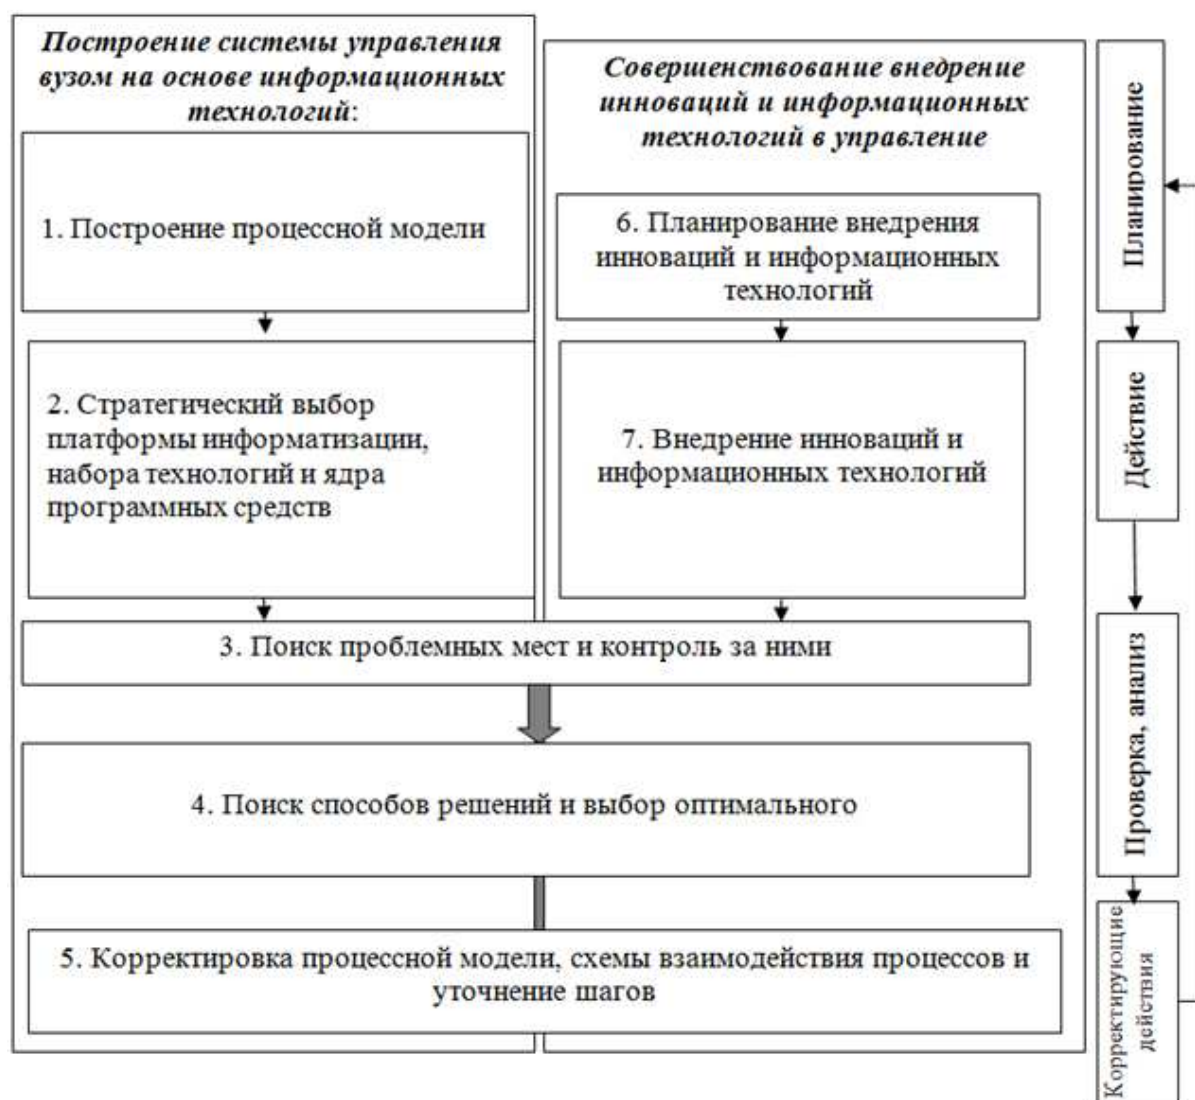 Построение системы управления
вузом на основе информационных
технологий:
1. Построение процессной модели
2. Стратегический выбор
платформы информатизации,
набора технологий и ядра
программных средств
Совершенствование внедрение
инноваций и информационных
технологий в управление
6. Планирование внедрения
инноваций и информационных
технологий
7. Внедрение инноваций и
информационных технологий
3. Поиск проблемных мест и контроль за ними
4. Поиск способов решений и выбор оптимального
5. Корректировка процессной модели, схемы взаимодействия процессов и
уточнение шагов
Планирование
Действие
Проверка, анализ
Корректирующие
действия